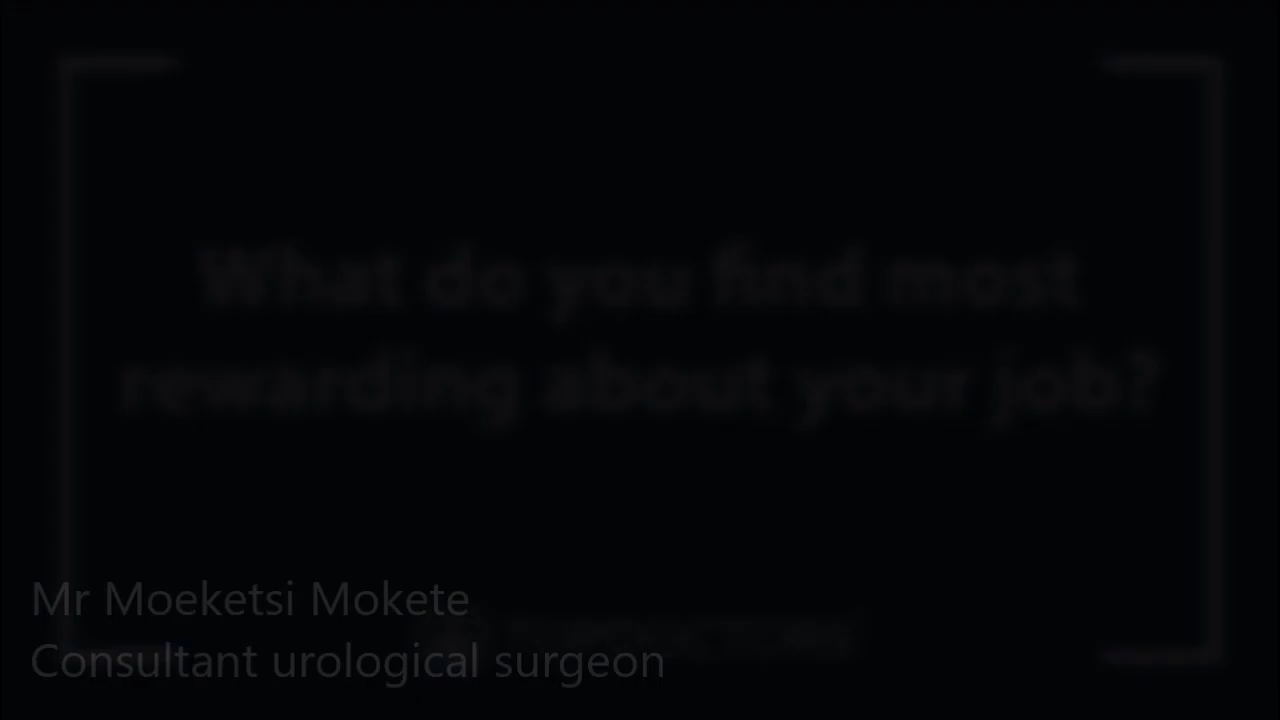 What do you find most
rewarding about your job?
Mr Moeketsi Mokete
Consultant urological surgeon